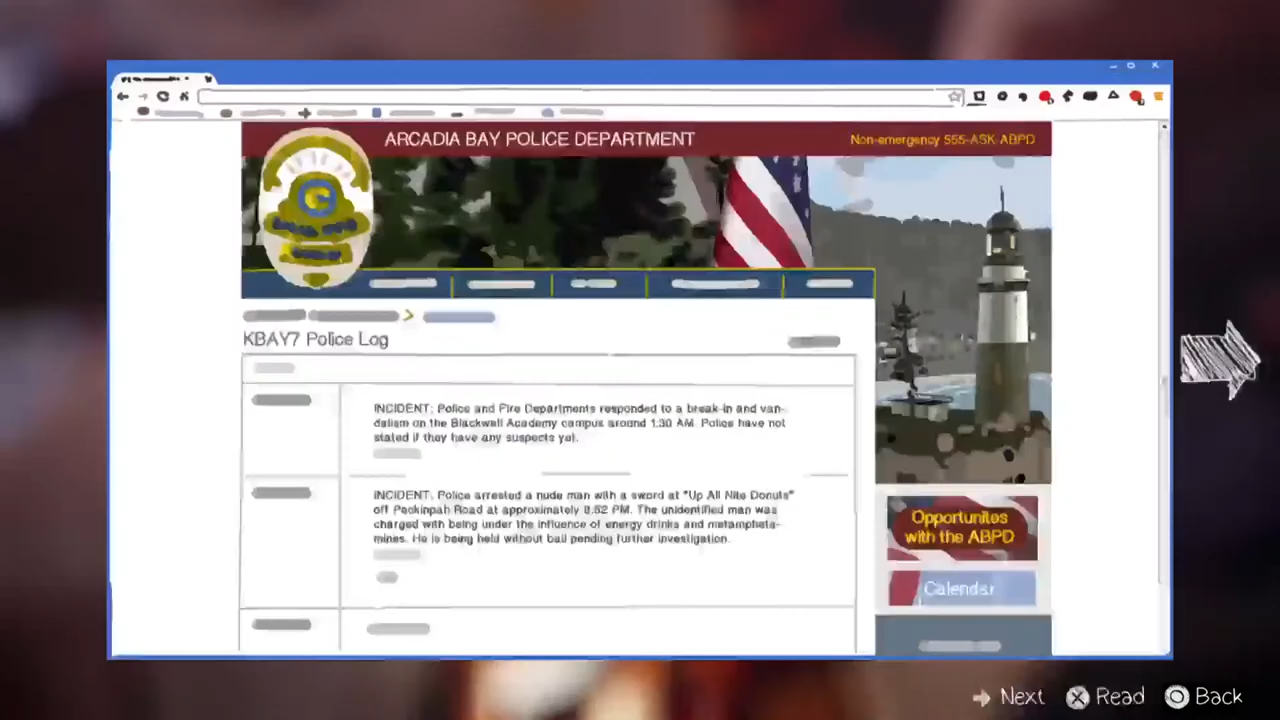 ARCADIA BAY POLICE DEPARTMENT
Non-emergency 555-ASK-ABPD
KBAY7 Police Log
INCIDENT: Police and Fire Departments responded to a break-in and van-
dalism on the Blackwell Academy campus around 1:30 AM. Police have not
stated if they have any suspects yet.
INCIDENT: Police arrested a nude man with a sword at "Up All Nite Donuts"
off Peckinpah Road at approximately 8:52 PM. The unidentified man was
charged with being under the influence of energy drinks and metampheta-
mines. He is being held without bail pending further investigation.
Opportunites
with the ABPD
Calendar
Next
Read
Back